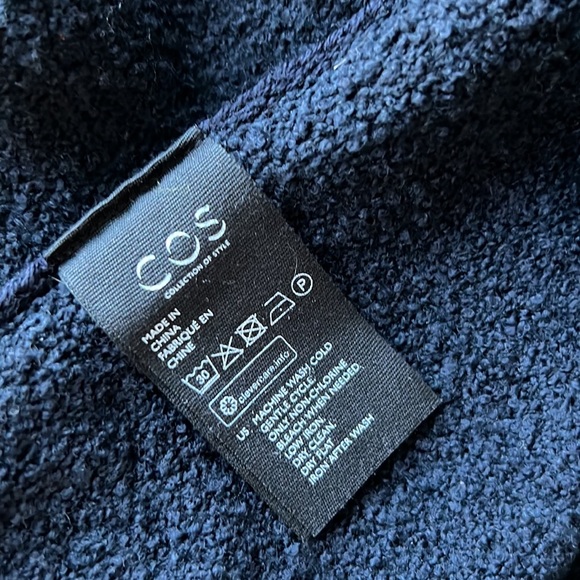 COS
COLLECTION OF STYLE
MADE IN
CHINA
FABRIQUÉ EN
CHINE
30 P
clevercare.info
US MACHINE WASH COLD
GENTLE CYCLE
ONLY NON-CHLORINE
BLEACH WHEN NEEDED.
LOW IRON.
DRY CLEAN.
DRY FLAT
IRON AFTER WASH